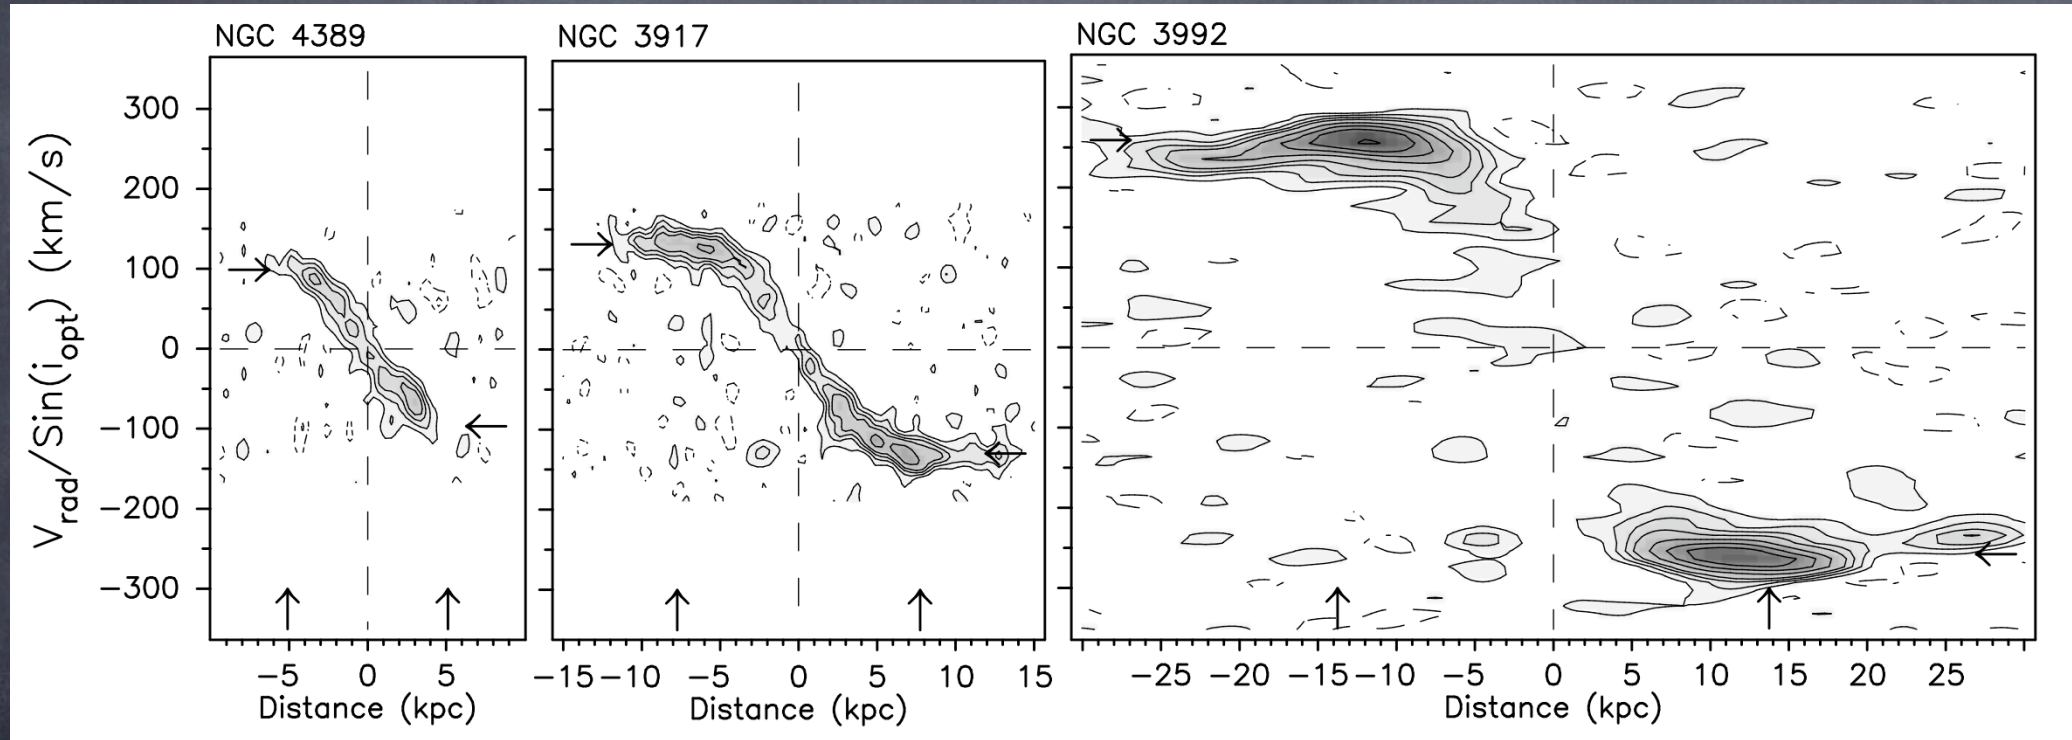 NGC 4389
NGC 3917
NGC 3992
V_rad/Sin(i_opt) (km/s)
300
200
100
0
−100
−200
−300
−5 0 5
Distance (kpc)
−15 −10 −5 0 5 10 15
Distance (kpc)
−25 −20 −15 −10 −5 0 5 10 15 20 25
Distance (kpc)